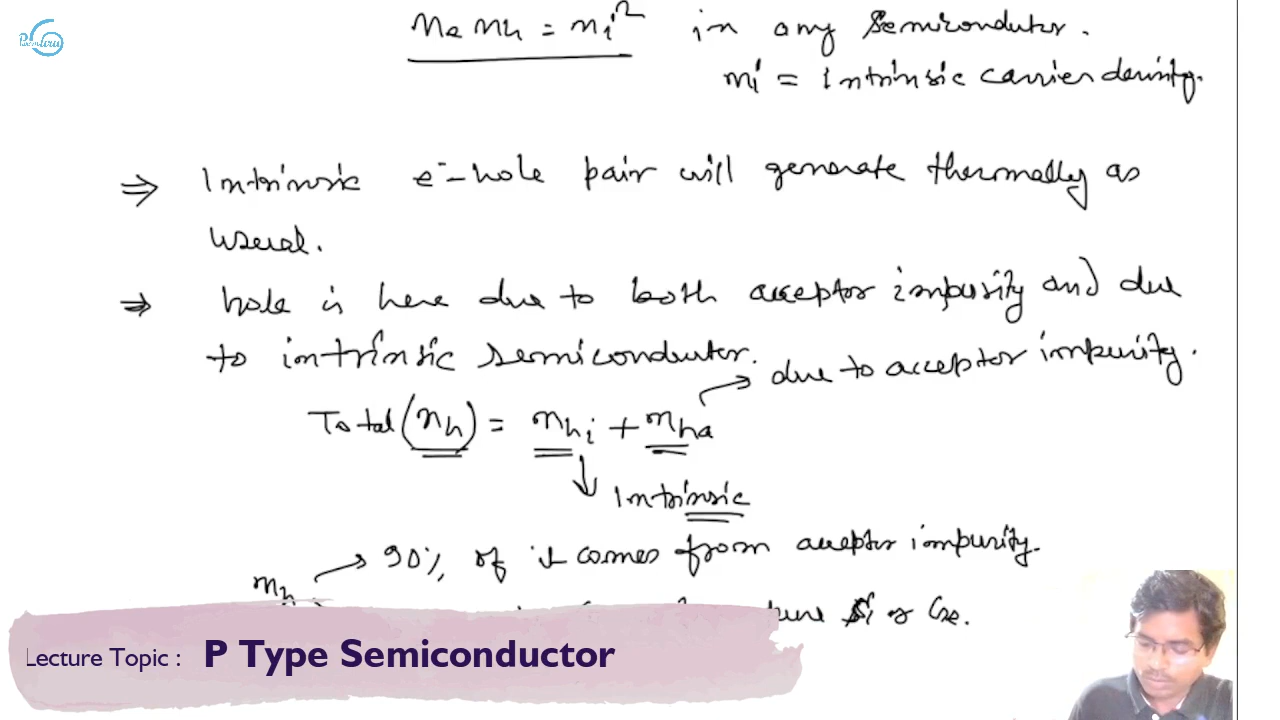 nₑ nₕ = nᵢ² in any semiconductor.
nᵢ = intrinsic carrier density.
⇒ Intrinsic e⁻-hole pair will generate thermally as
usual.
⇒ hole is here due to both acceptor impurity and due
to intrinsic semiconductor.
due to acceptor impurity.
Total (nₕ) = nₕᵢ + nₕₐ
Intrinsic
nₕ → 90% of it comes from acceptor impurity.
pure Si or Ge.
Lecture Topic : P Type Semiconductor